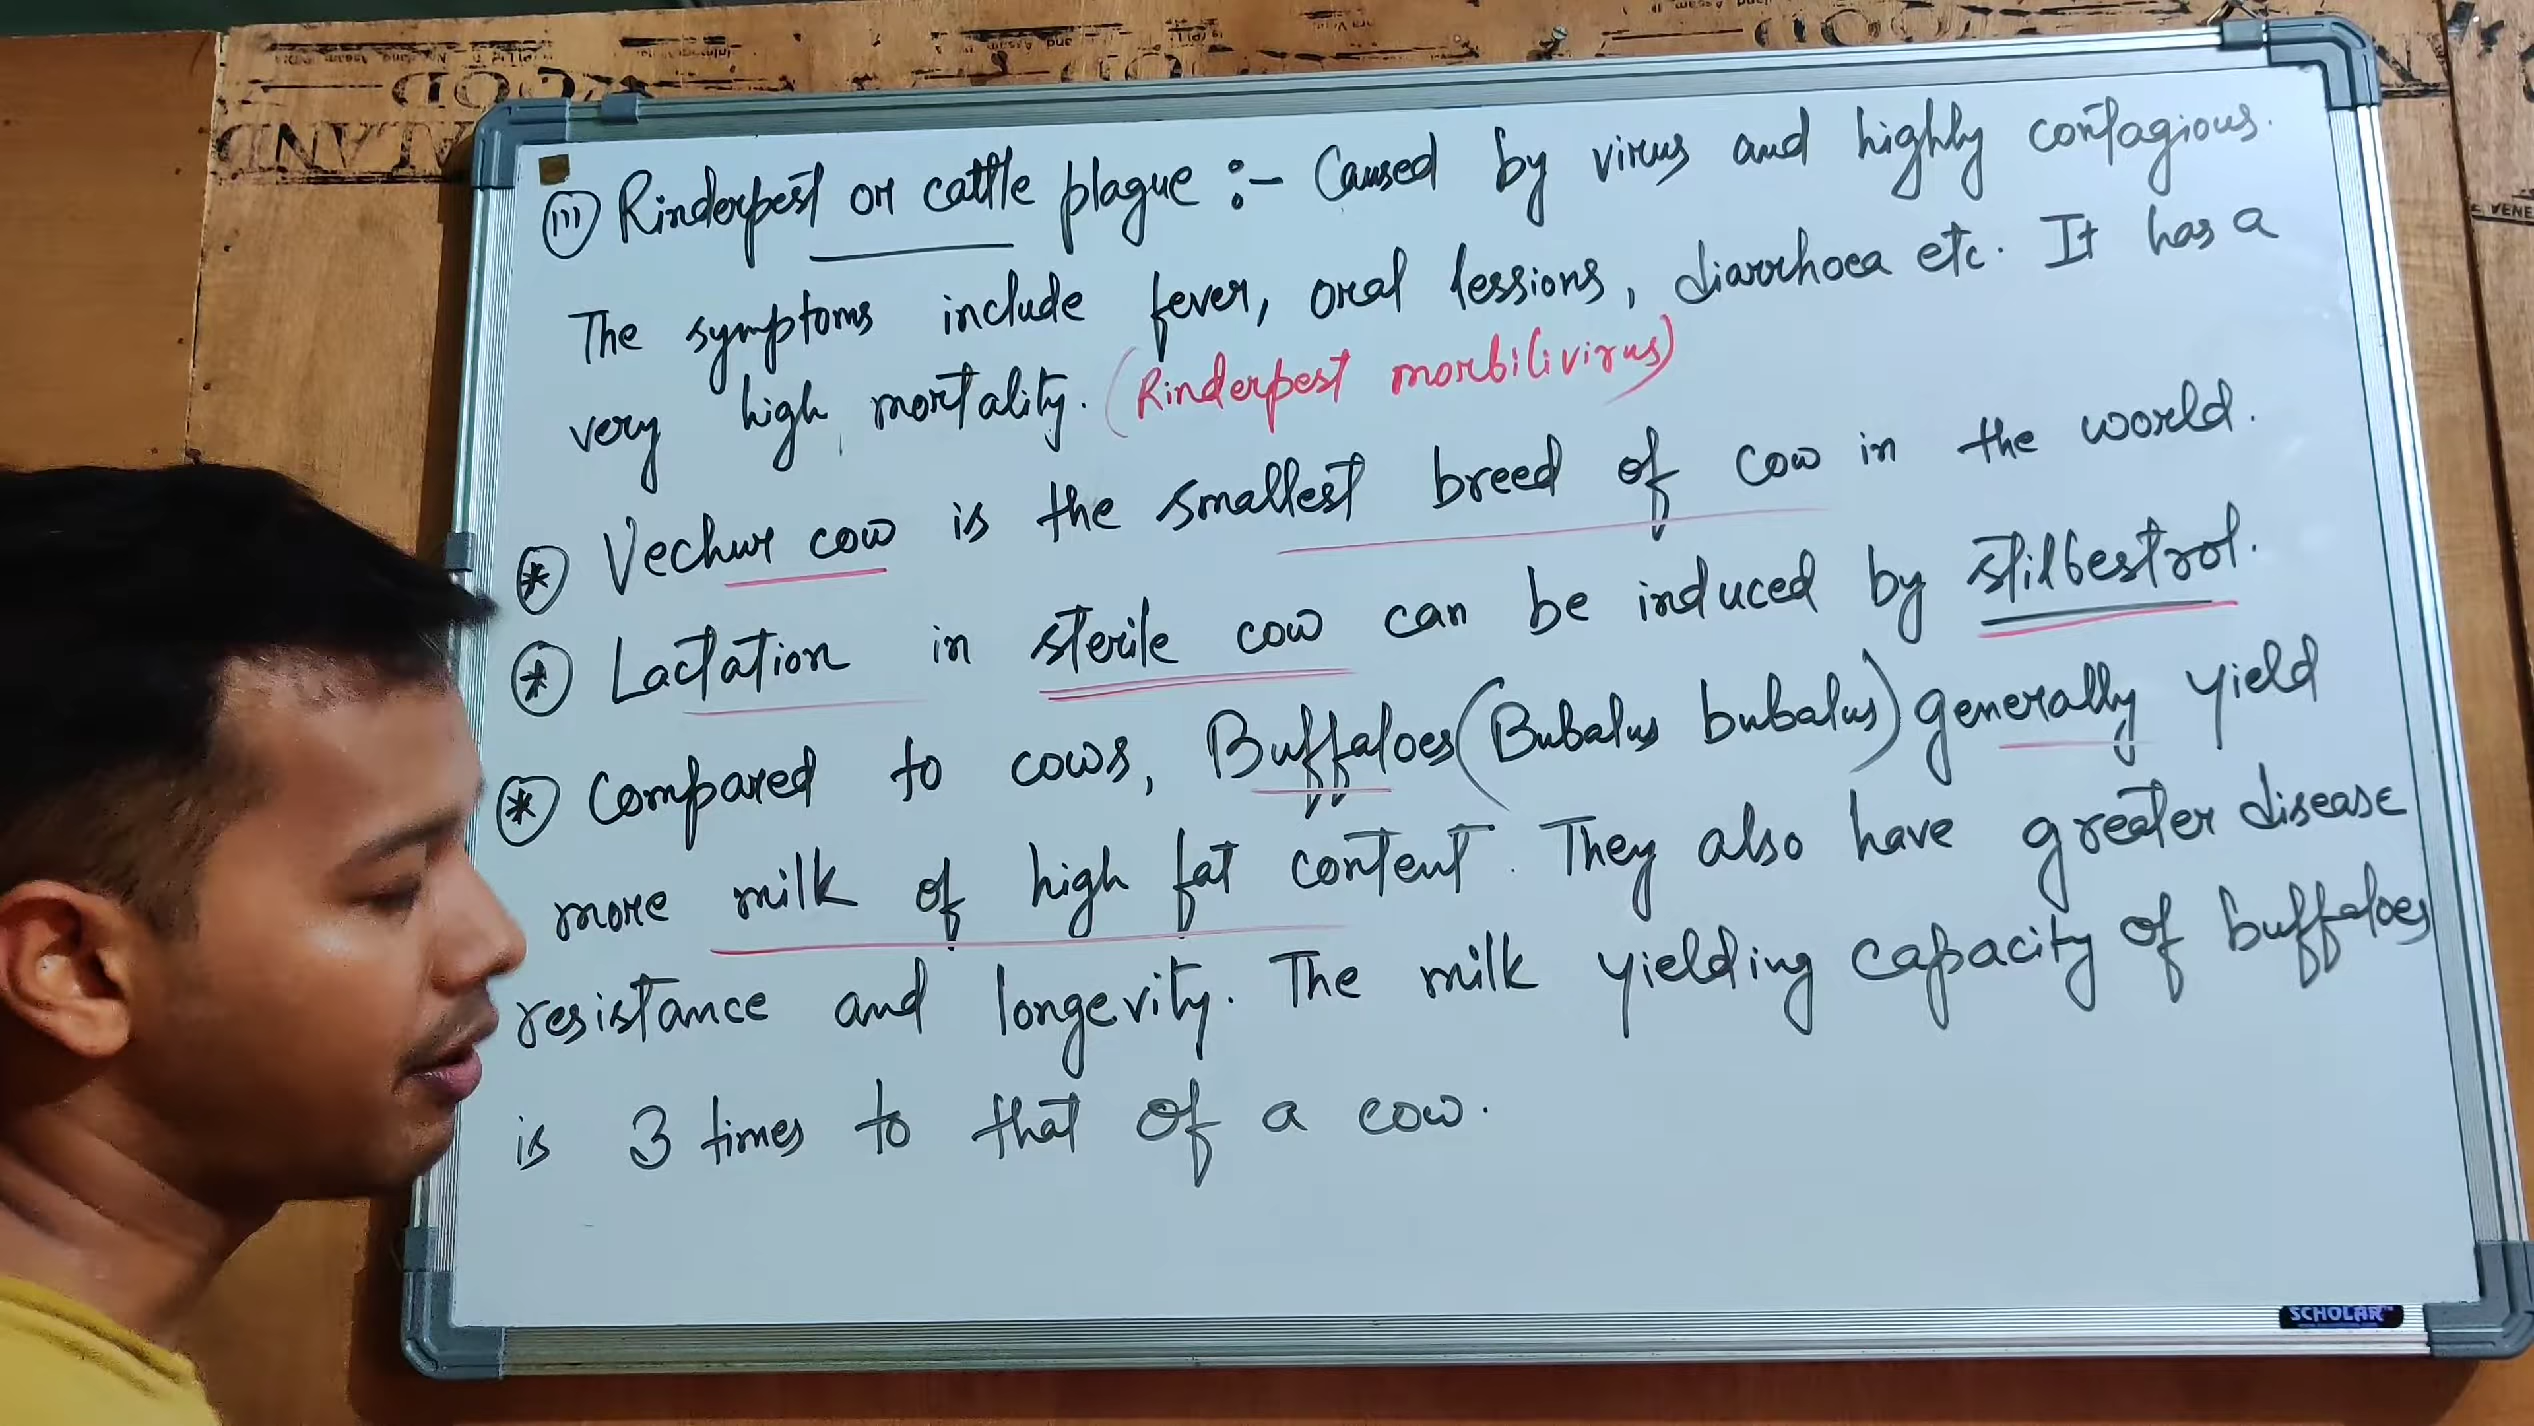 (iii) Rinderpest or cattle plague :- Caused by virus and highly contagious.
The symptoms include fever, oral lessions, diarrhoea etc. It has a
very high mortality. (Rinderpest morbilivirus)
* Vechur cow is the smallest breed of cow in the world.
* Lactation in sterile cow can be induced by stilbestrol.
* Compared to cows, Buffaloes (Bubalus bubalus) generally yield
more milk of high fat content. They also have greater disease
resistance and longevity. The milk yielding capacity of buffaloes
is 3 times to that of a cow.
SCHOLAR